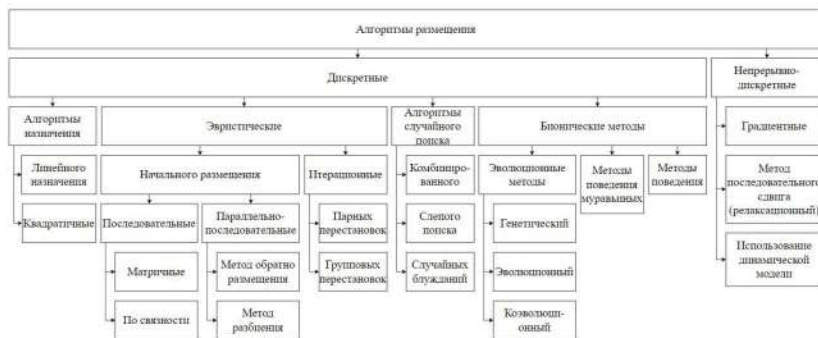 Алгоритмы размещения
Дискретные
Непрерывно-
дискретные
Алгоритмы
назначения
Эвристические
Алгоритмы
случайного
поиска
Бионические методы
Градиентные
Линейного
назначения
Начального размещения
Итерационные
Комбиниро-
ванного
Эволюционные
методы
Методы
поведения
муравьиных
Методы
поведения
Метод
последовательного
сдвига
(релаксационный)
Квадратичные
Последовательные
Параллельно-
последовательные
Парных
перестановок
Слепого
поиска
Генетический
Использование
динамической
модели
Матричные
Метод обратно
размещения
Групповых
перестановок
Случайных
блужданий
Эволюционный
По связности
Метод
разбиения
Коэволюци-
онный